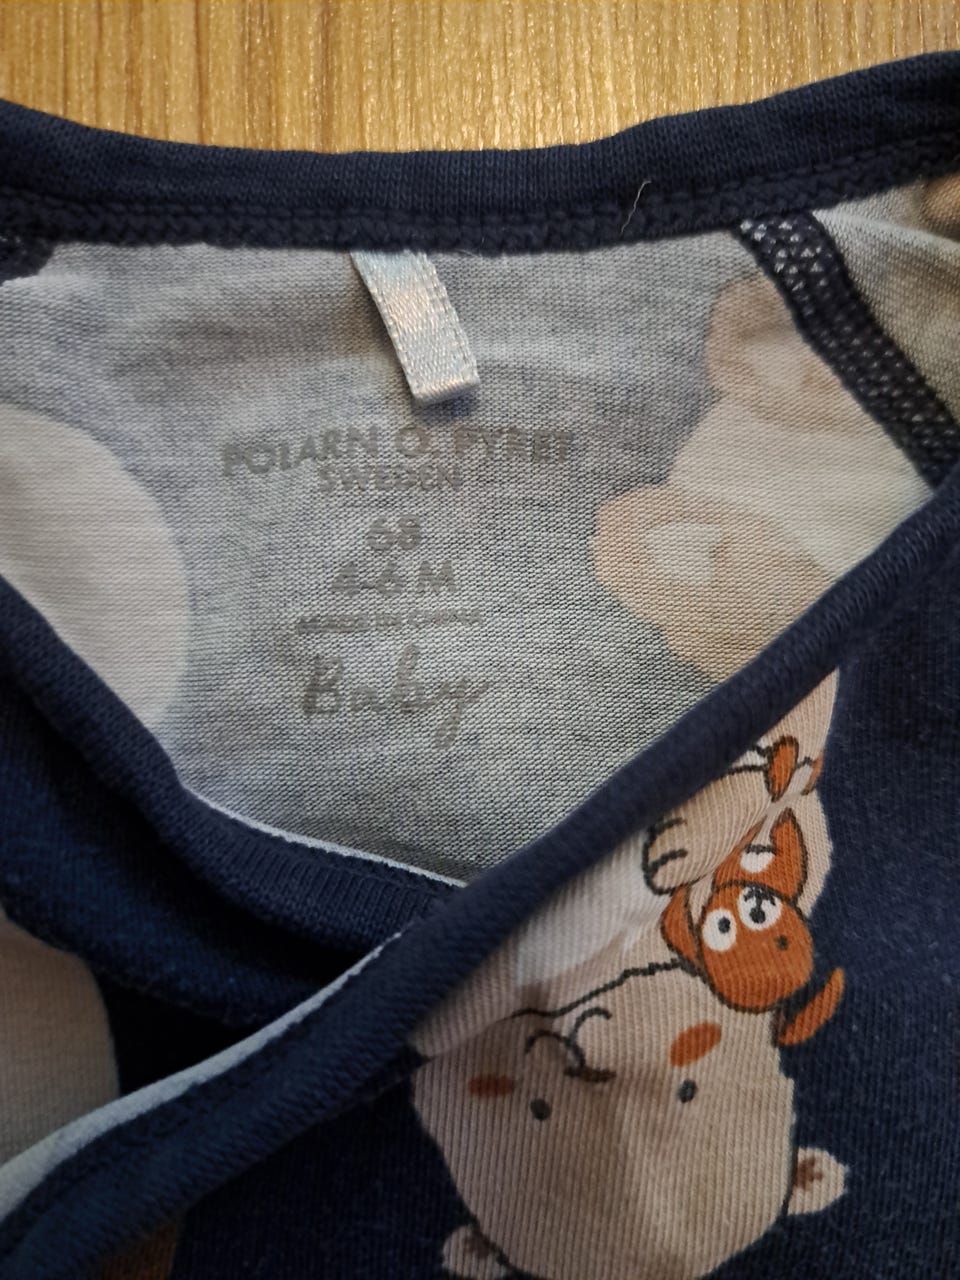 POLARN O. PYRET
SWEDEN
68
4-6 M
MADE IN CHINA
Baby